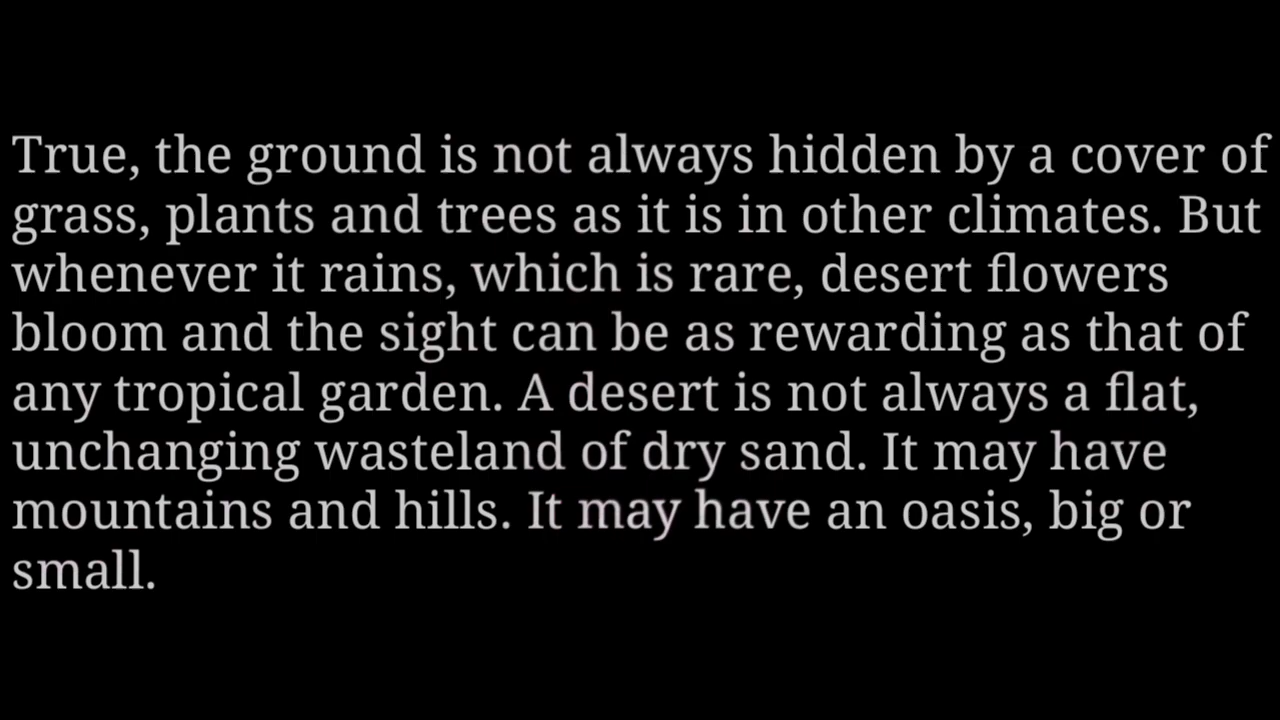 True, the ground is not always hidden by a cover of
grass, plants and trees as it is in other climates. But
whenever it rains, which is rare, desert flowers
bloom and the sight can be as rewarding as that of
any tropical garden. A desert is not always a flat,
unchanging wasteland of dry sand. It may have
mountains and hills. It may have an oasis, big or
small.